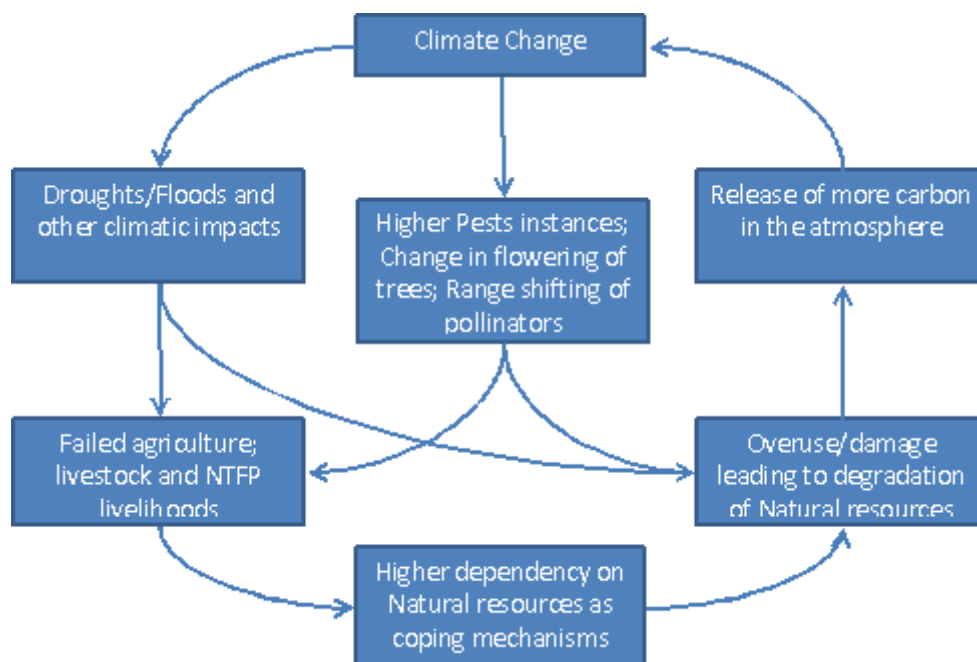 Climate Change
Droughts/Floods and
other climatic impacts
Higher Pests instances;
Change in flowering of
trees; Range shifting of
pollinators
Release of more carbon
in the atmosphere
Failed agriculture;
livestock and NTFP
livelihoods
Overuse/damage
leading to degradation
of Natural resources
Higher dependency on
Natural resources as
coping mechanisms